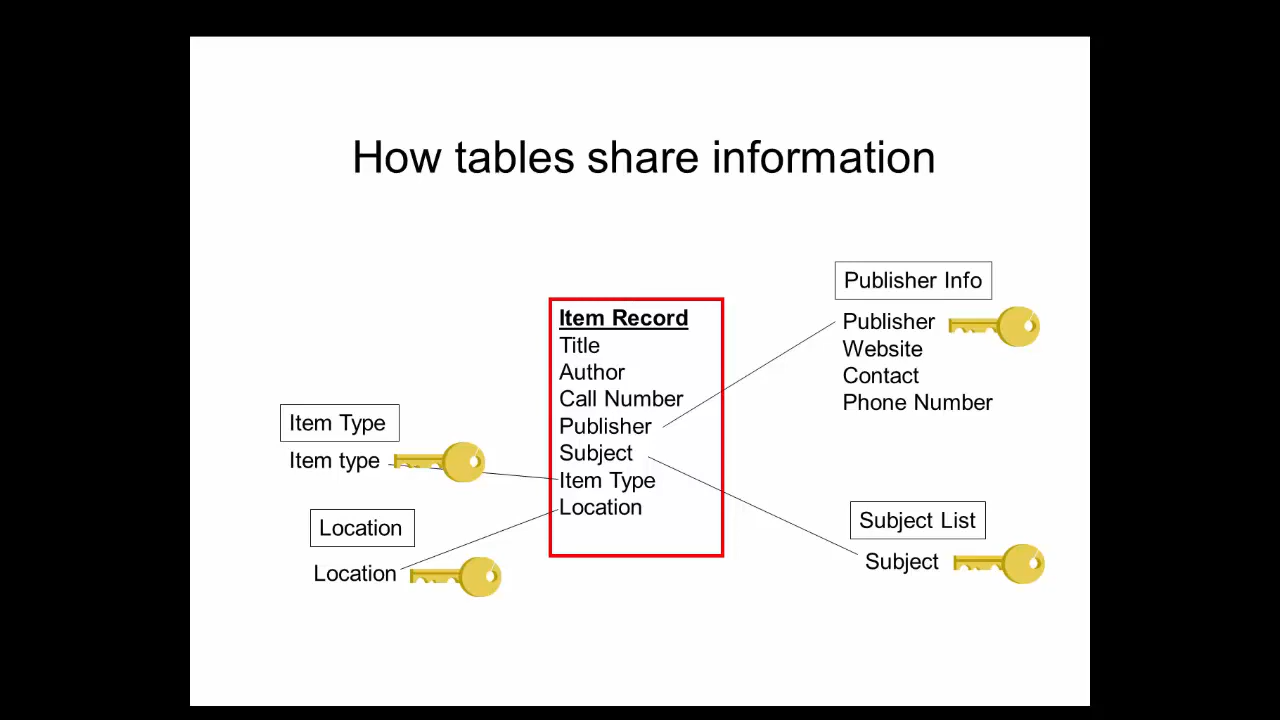 How tables share information
Item Record
Title
Author
Call Number
Publisher
Subject
Item Type
Location
Publisher Info
Publisher
Website
Contact
Phone Number
Item Type
Item type
Location
Location
Subject List
Subject